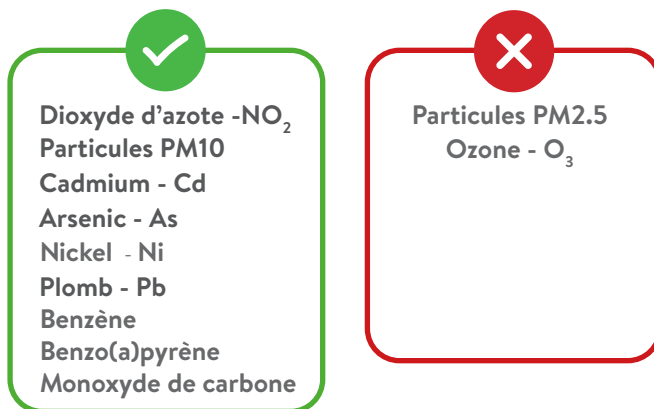 Dioxyde d'azote -NO₂
Particules PM10
Cadmium - Cd
Arsenic - As
Nickel - Ni
Plomb - Pb
Benzène
Benzo(a)pyrène
Monoxyde de carbone
Particules PM2.5
Ozone - O₃